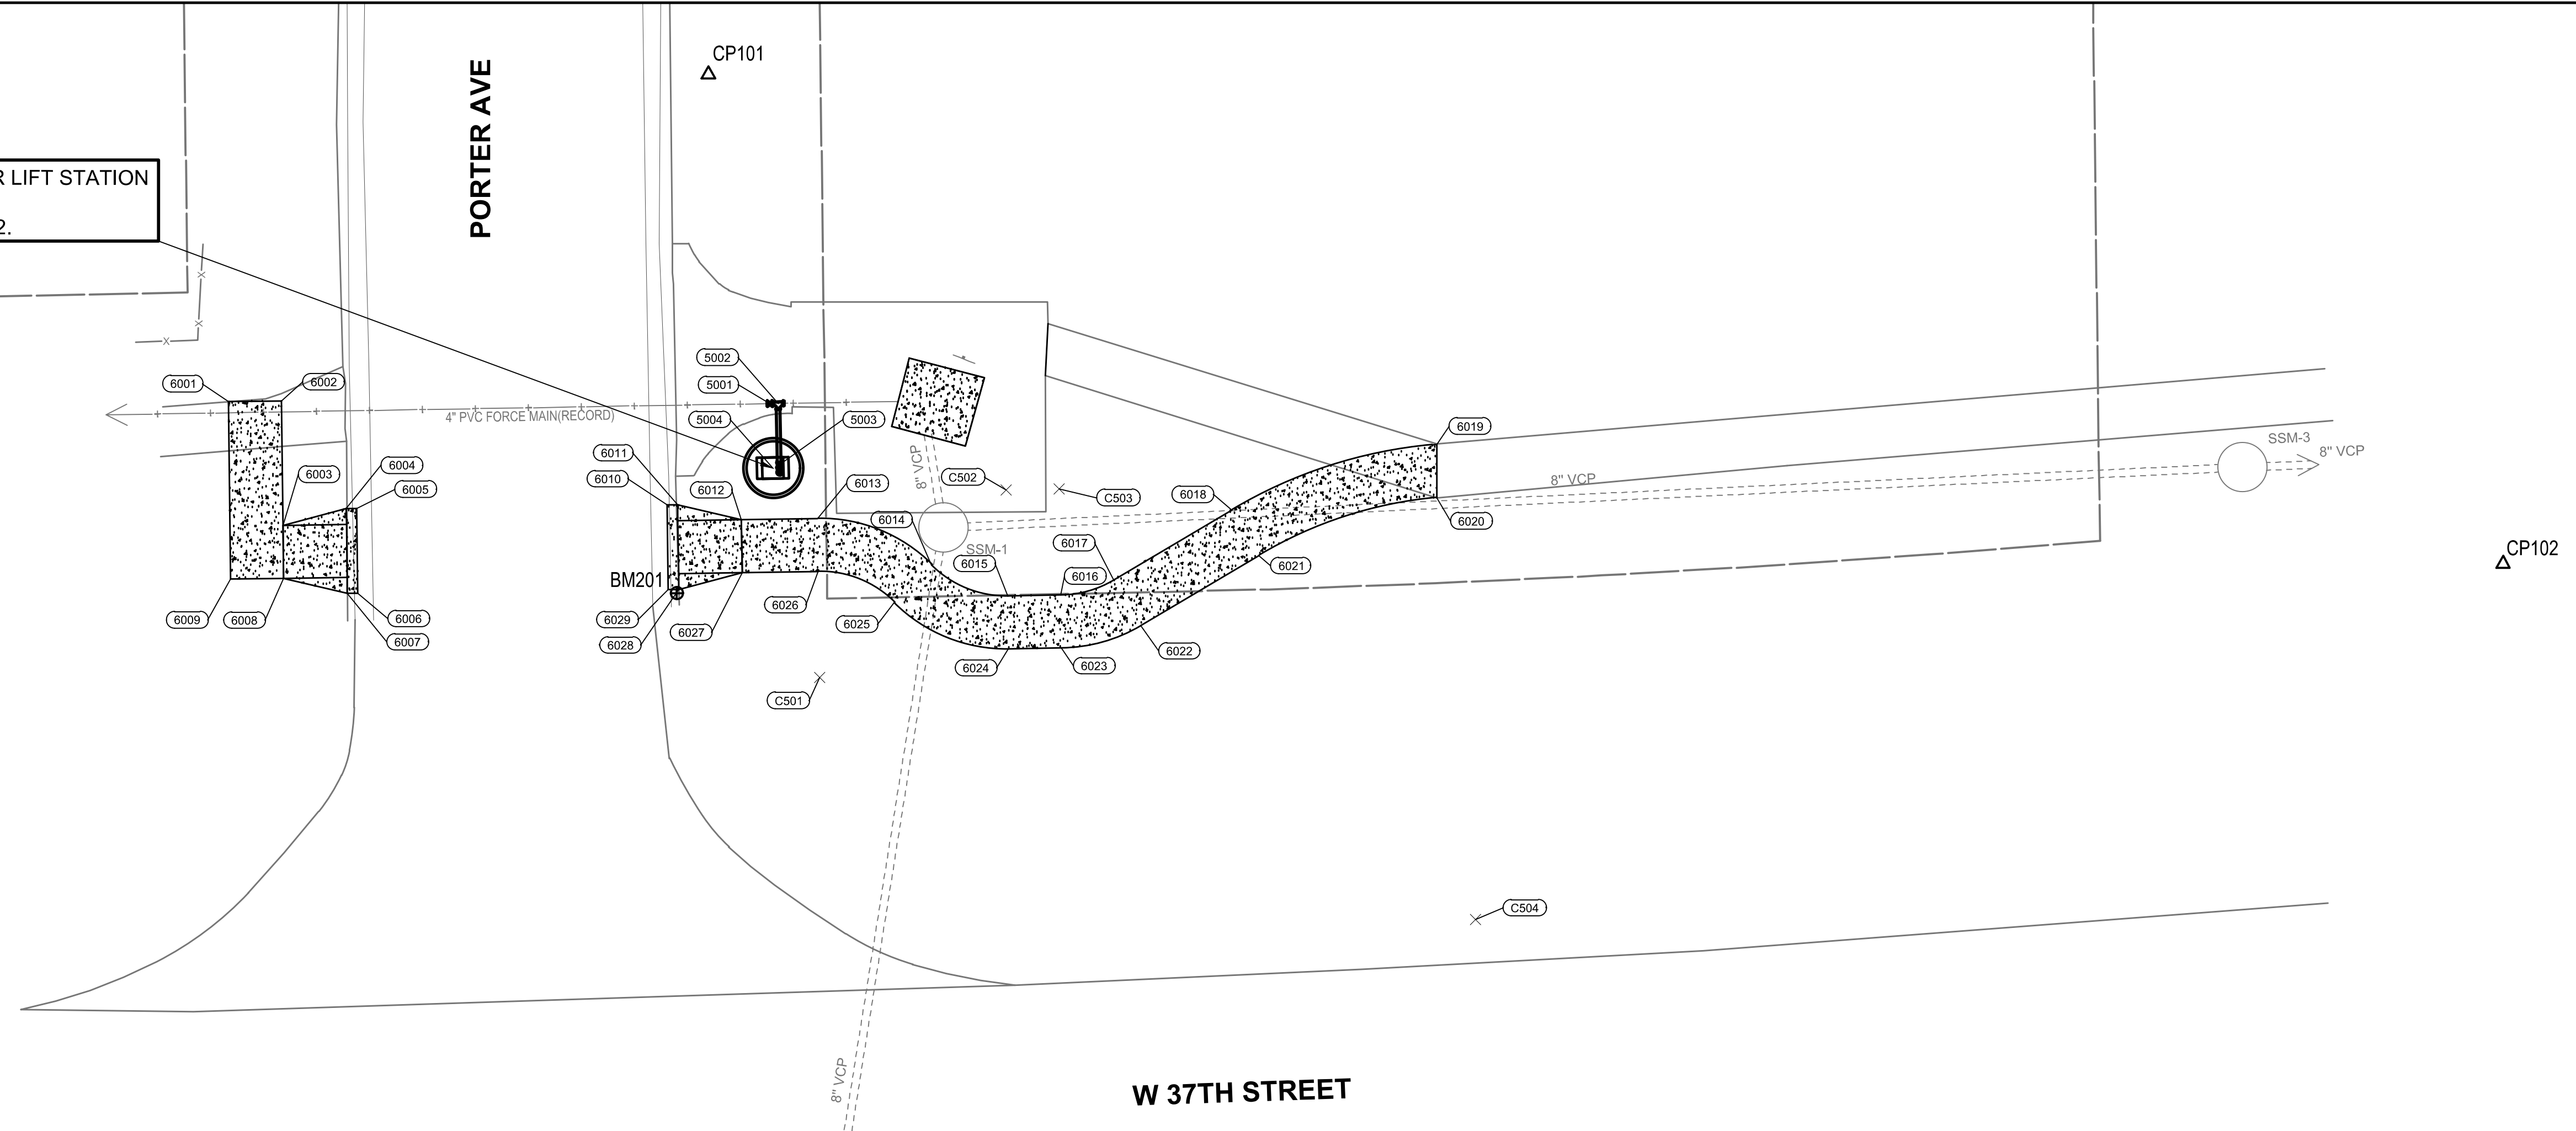 CP101
PORTER AVE
R LIFT STATION
2.
5002
5001
6001
6002
4" PVC FORCE MAIN(RECORD)
5004
5003
6019
SSM-3
8" VCP
6011
6003
6004
6005
6010
6012
6013
8" VCP
C502
C503
6018
8" VCP
6020
6014
SSM-1
6017
6015
6016
6021
CP102
BM201
6009
6008
6006
6007
6029
6028
6027
6026
6025
6022
6024
6023
C501
C504
8" VCP
W 37TH STREET